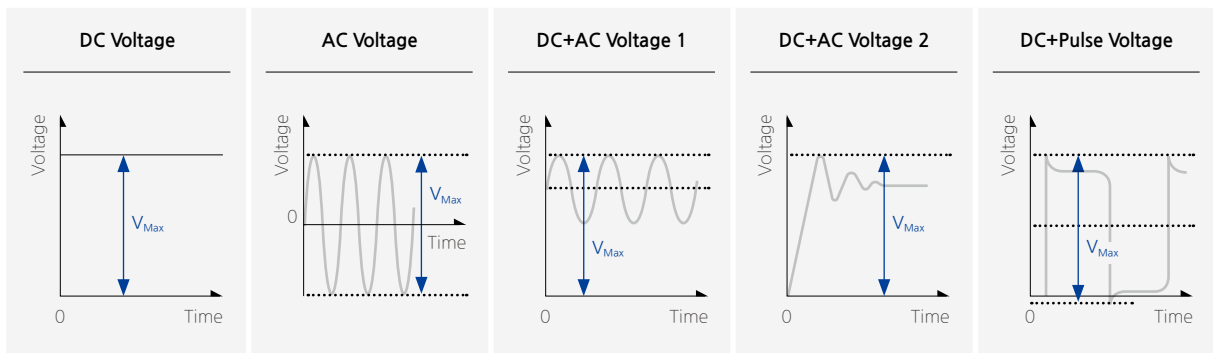 DC Voltage
Voltage
V Max
0
Time
AC Voltage
Voltage
V Max
0
Time
DC+AC Voltage 1
Voltage
V Max
0
Time
DC+AC Voltage 2
Voltage
V Max
0
Time
DC+Pulse Voltage
Voltage
V Max
0
Time